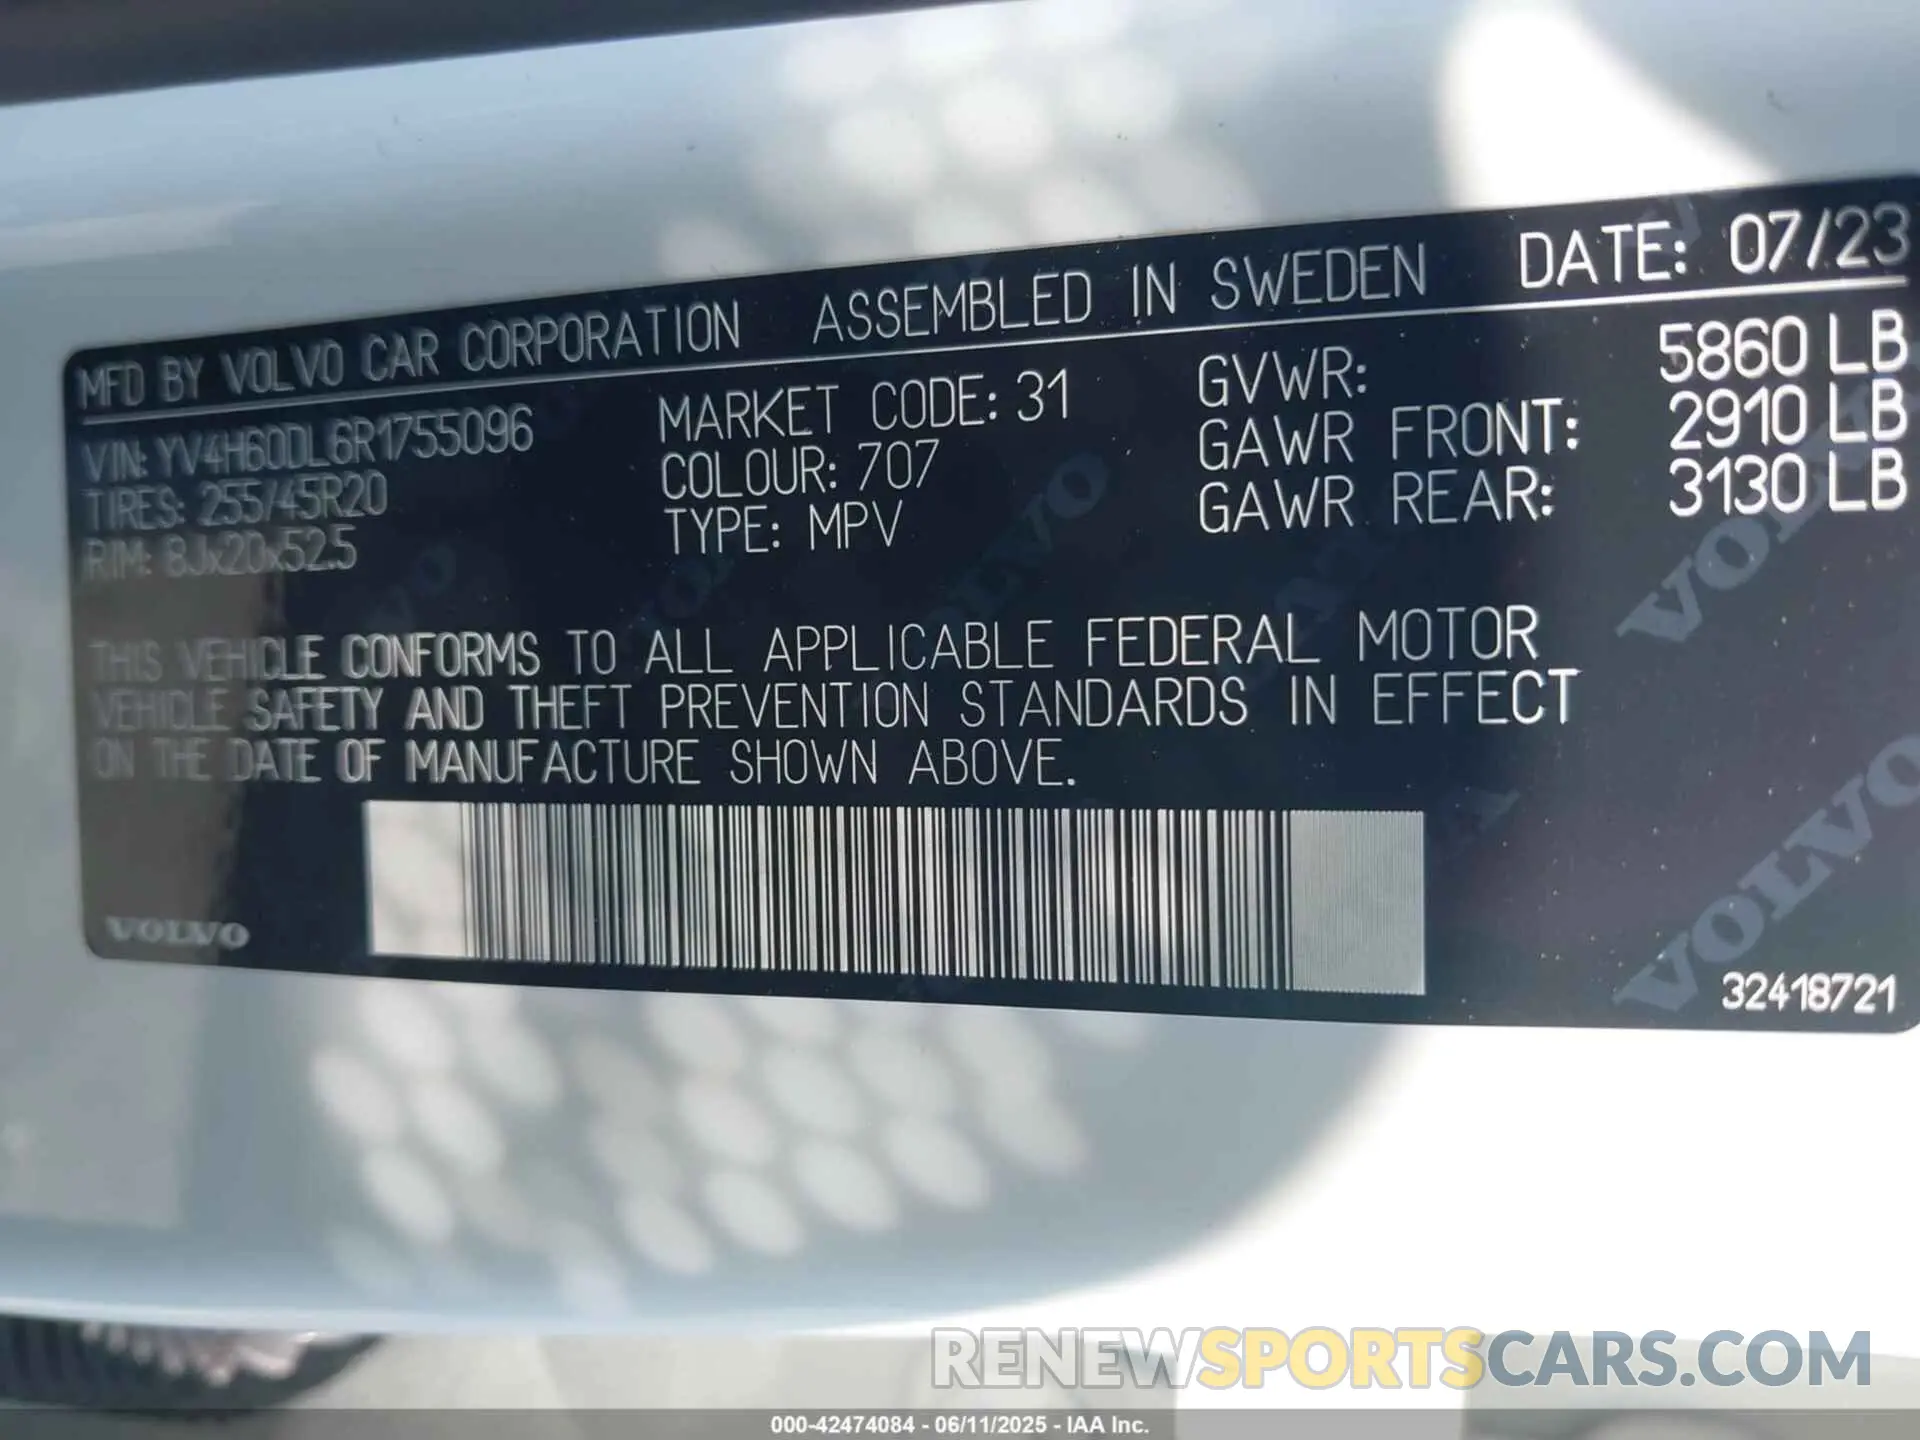 MFD BY VOLVO CAR CORPORATION ASSEMBLED IN SWEDEN DATE: 07/23
VIN: YV4H60DL6R1755096 MARKET CODE: 31 GVWR: 5860 LB
TIRES: 255/45R20 COLOUR: 707 GAWR FRONT: 2910 LB
RIM: 8Jx20x52.5 TYPE: MPV GAWR REAR: 3130 LB
THIS VEHICLE CONFORMS TO ALL APPLICABLE FEDERAL MOTOR
VEHICLE SAFETY AND THEFT PREVENTION STANDARDS IN EFFECT
ON THE DATE OF MANUFACTURE SHOWN ABOVE.
VOLVO
VOLVO
VOLVO
VOLVO
32418721
RENEWSPORTSCARS.COM
000-42474084 - 06/11/2025 - IAA Inc.